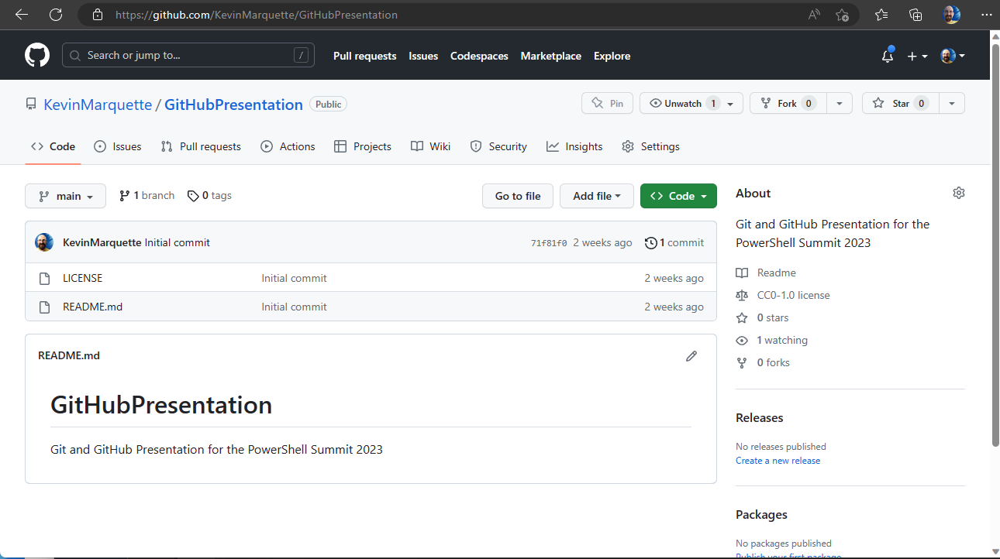 https://github.com/KevinMarquette/GitHubPresentation
Search or jump to... /
Pull requests Issues Codespaces Marketplace Explore
KevinMarquette / GitHubPresentation Public
Pin Unwatch 1 Fork 0 Star 0
Code Issues Pull requests Actions Projects Wiki Security Insights Settings
main 1 branch 0 tags
Go to file Add file Code
KevinMarquette Initial commit 71f81f0 2 weeks ago 1 commit
LICENSE Initial commit 2 weeks ago
README.md Initial commit 2 weeks ago
README.md
GitHubPresentation
Git and GitHub Presentation for the PowerShell Summit 2023
About
Git and GitHub Presentation for the
PowerShell Summit 2023
Readme
CC0-1.0 license
0 stars
1 watching
0 forks
Releases
No releases published
Create a new release
Packages
No packages published
Publish your first package